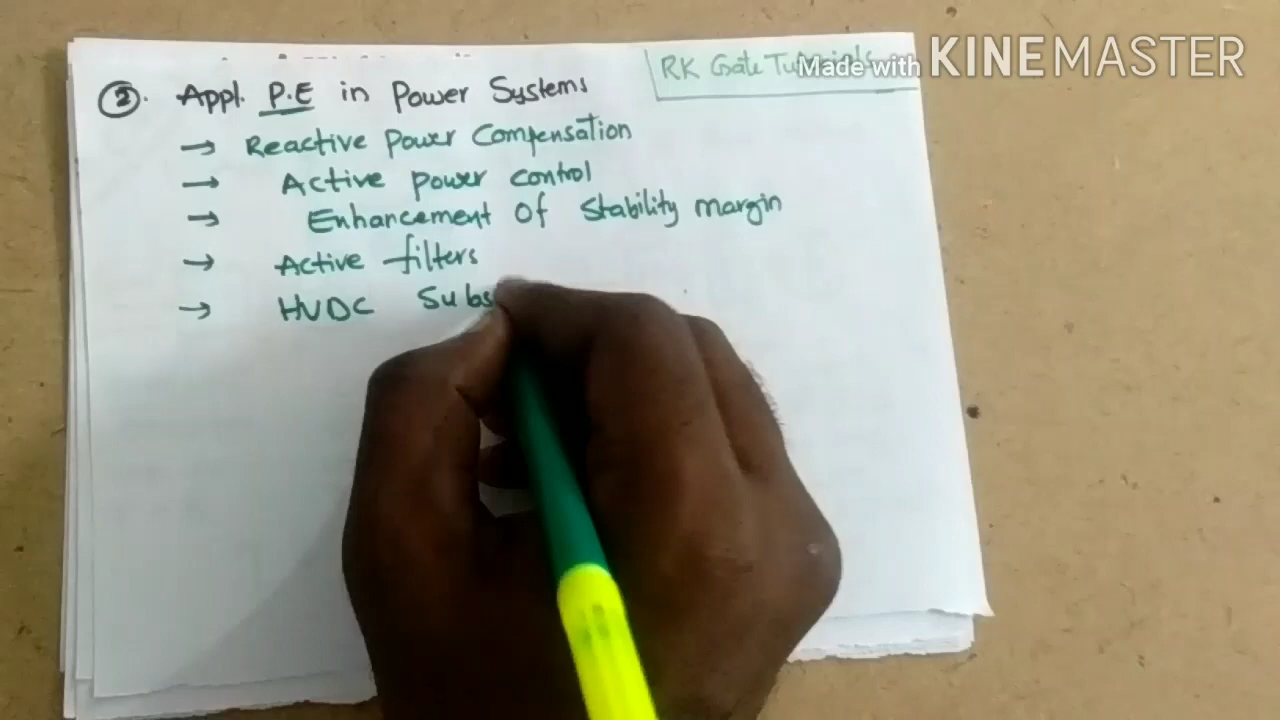 ②. Appl. P.E in Power Systems
RK Gate Tutorials
Made with KINEMASTER
→ Reactive Power Compensation
→ Active power control
→ Enhancement Of Stability margin
→ Active filters
→ HVDC Subs